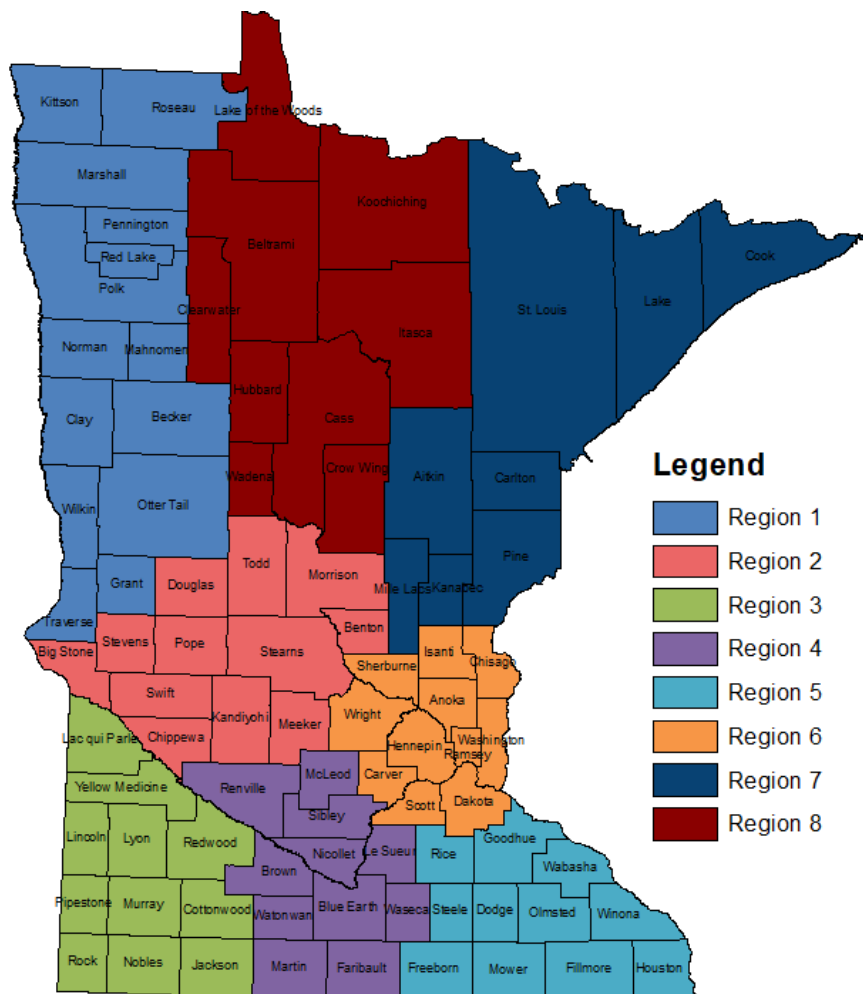 Kittson
Roseau
Lake of the Woods
Marshall
Koochiching
Pennington
Beltrami
Red Lake
Cook
Polk
Clearwater
St. Louis
Lake
Itasca
Norman
Mahnomen
Hubbard
Clay
Becker
Cass
Crow Wing
Aitkin
Carlton
Wadena
Wilkin
Otter Tail
Pine
Todd
Morrison
Grant
Douglas
Mille Lacs
Kanabec
Traverse
Benton
Big Stone
Stevens
Pope
Stearns
Isanti
Chisago
Sherburne
Swift
Kandiyohi
Meeker
Anoka
Wright
Lac qui Parle
Chippewa
Hennepin
Washington
Ramsey
McLeod
Carver
Yellow Medicine
Renville
Scott
Dakota
Sibley
Lincoln
Lyon
Redwood
Nicollet
Le Sueur
Rice
Goodhue
Wabasha
Brown
Pipestone
Murray
Cottonwood
Watonwan
Blue Earth
Waseca
Steele
Dodge
Olmsted
Winona
Rock
Nobles
Jackson
Martin
Faribault
Freeborn
Mower
Fillmore
Houston
Legend
Region 1
Region 2
Region 3
Region 4
Region 5
Region 6
Region 7
Region 8